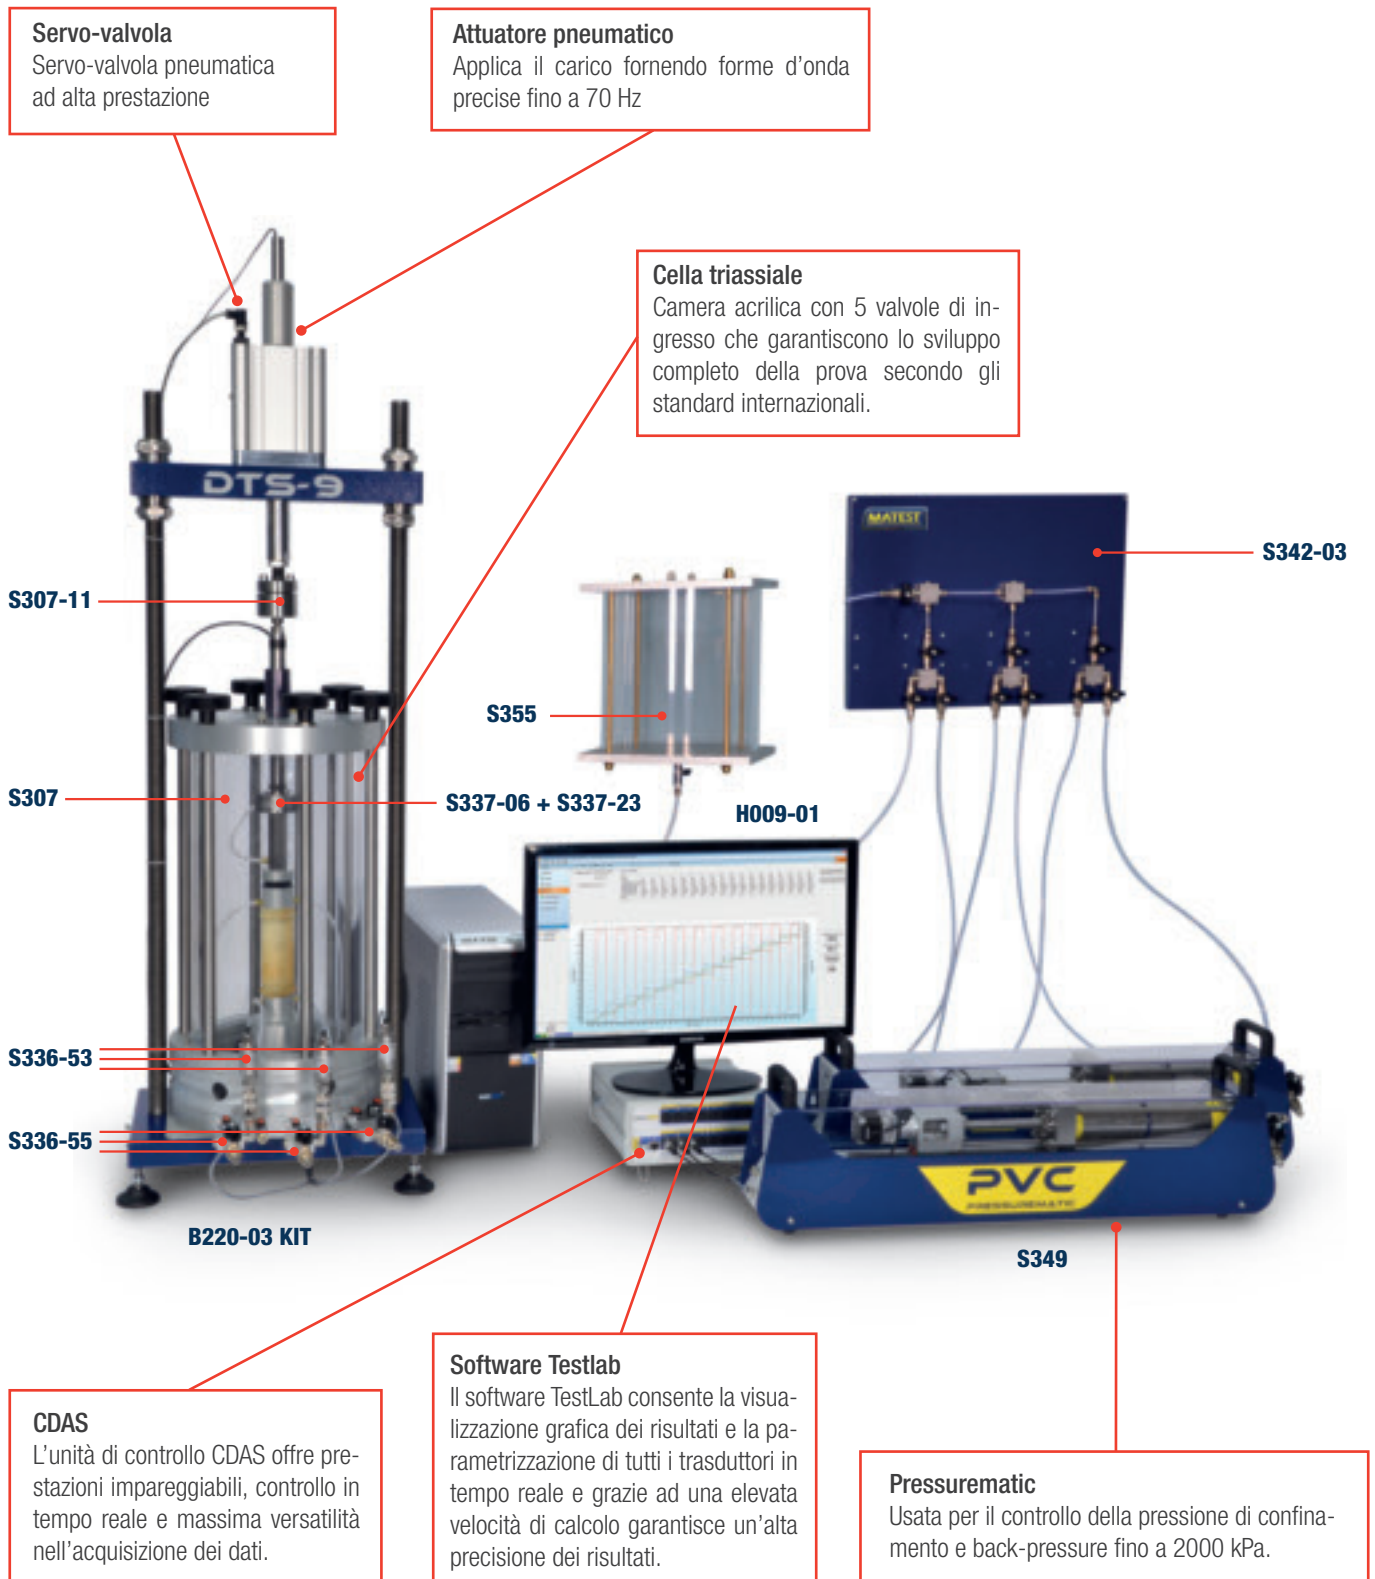 Servo-valvola
Servo-valvola pneumatica
ad alta prestazione
Attuatore pneumatico
Applica il carico fornendo forme d'onda
precise fino a 70 Hz
Cella triassiale
Camera acrilica con 5 valvole di in-
gresso che garantiscono lo sviluppo
completo della prova secondo gli
standard internazionali.
DTS-9
MATEST
S342-03
S307-11
S355
S307
S337-06 + S337-23
H009-01
S336-53
S336-55
B220-03 KIT
PVC
PRESSUREMATIC
S349
CDAS
L'unità di controllo CDAS offre pre-
stazioni impareggiabili, controllo in
tempo reale e massima versatilità
nell'acquisizione dei dati.
Software Testlab
Il software TestLab consente la visua-
lizzazione grafica dei risultati e la pa-
rametrizzazione di tutti i trasduttori in
tempo reale e grazie ad una elevata
velocità di calcolo garantisce un'alta
precisione dei risultati.
Pressurematic
Usata per il controllo della pressione di confina-
mento e back-pressure fino a 2000 kPa.